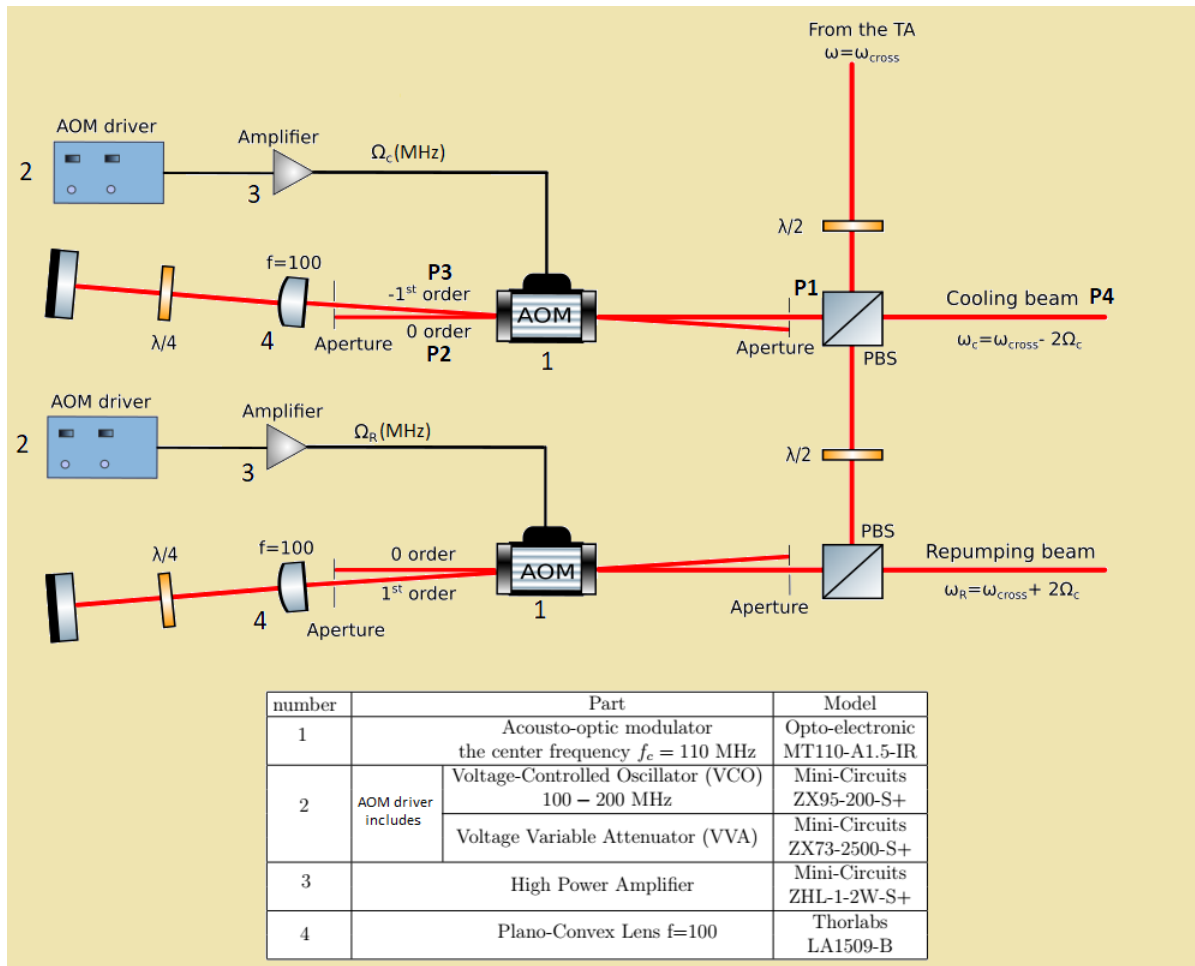 From the TA
ω=ω_cross
AOM driver
2
Amplifier
3
Ω_c(MHz)
λ/2
f=100
P3
-1st order
0 order
P2
λ/4
4
Aperture
AOM
1
P1
Aperture
PBS
Cooling beam P4
ω_c=ω_cross- 2Ω_c
AOM driver
2
Amplifier
3
Ω_R(MHz)
λ/2
λ/4
f=100
0 order
1st order
4
Aperture
AOM
1
Aperture
PBS
Repumping beam
ω_R=ω_cross+ 2Ω_c
number Part Model
1 Acousto-optic modulator Opto-electronic
the center frequency f_c = 110 MHz MT110-A1.5-IR
2 AOM driver includes Voltage-Controlled Oscillator (VCO) Mini-Circuits
100 – 200 MHz ZX95-200-S+
Voltage Variable Attenuator (VVA) Mini-Circuits
ZX73-2500-S+
3 High Power Amplifier Mini-Circuits
ZHL-1-2W-S+
4 Plano-Convex Lens f=100 Thorlabs
LA1509-B